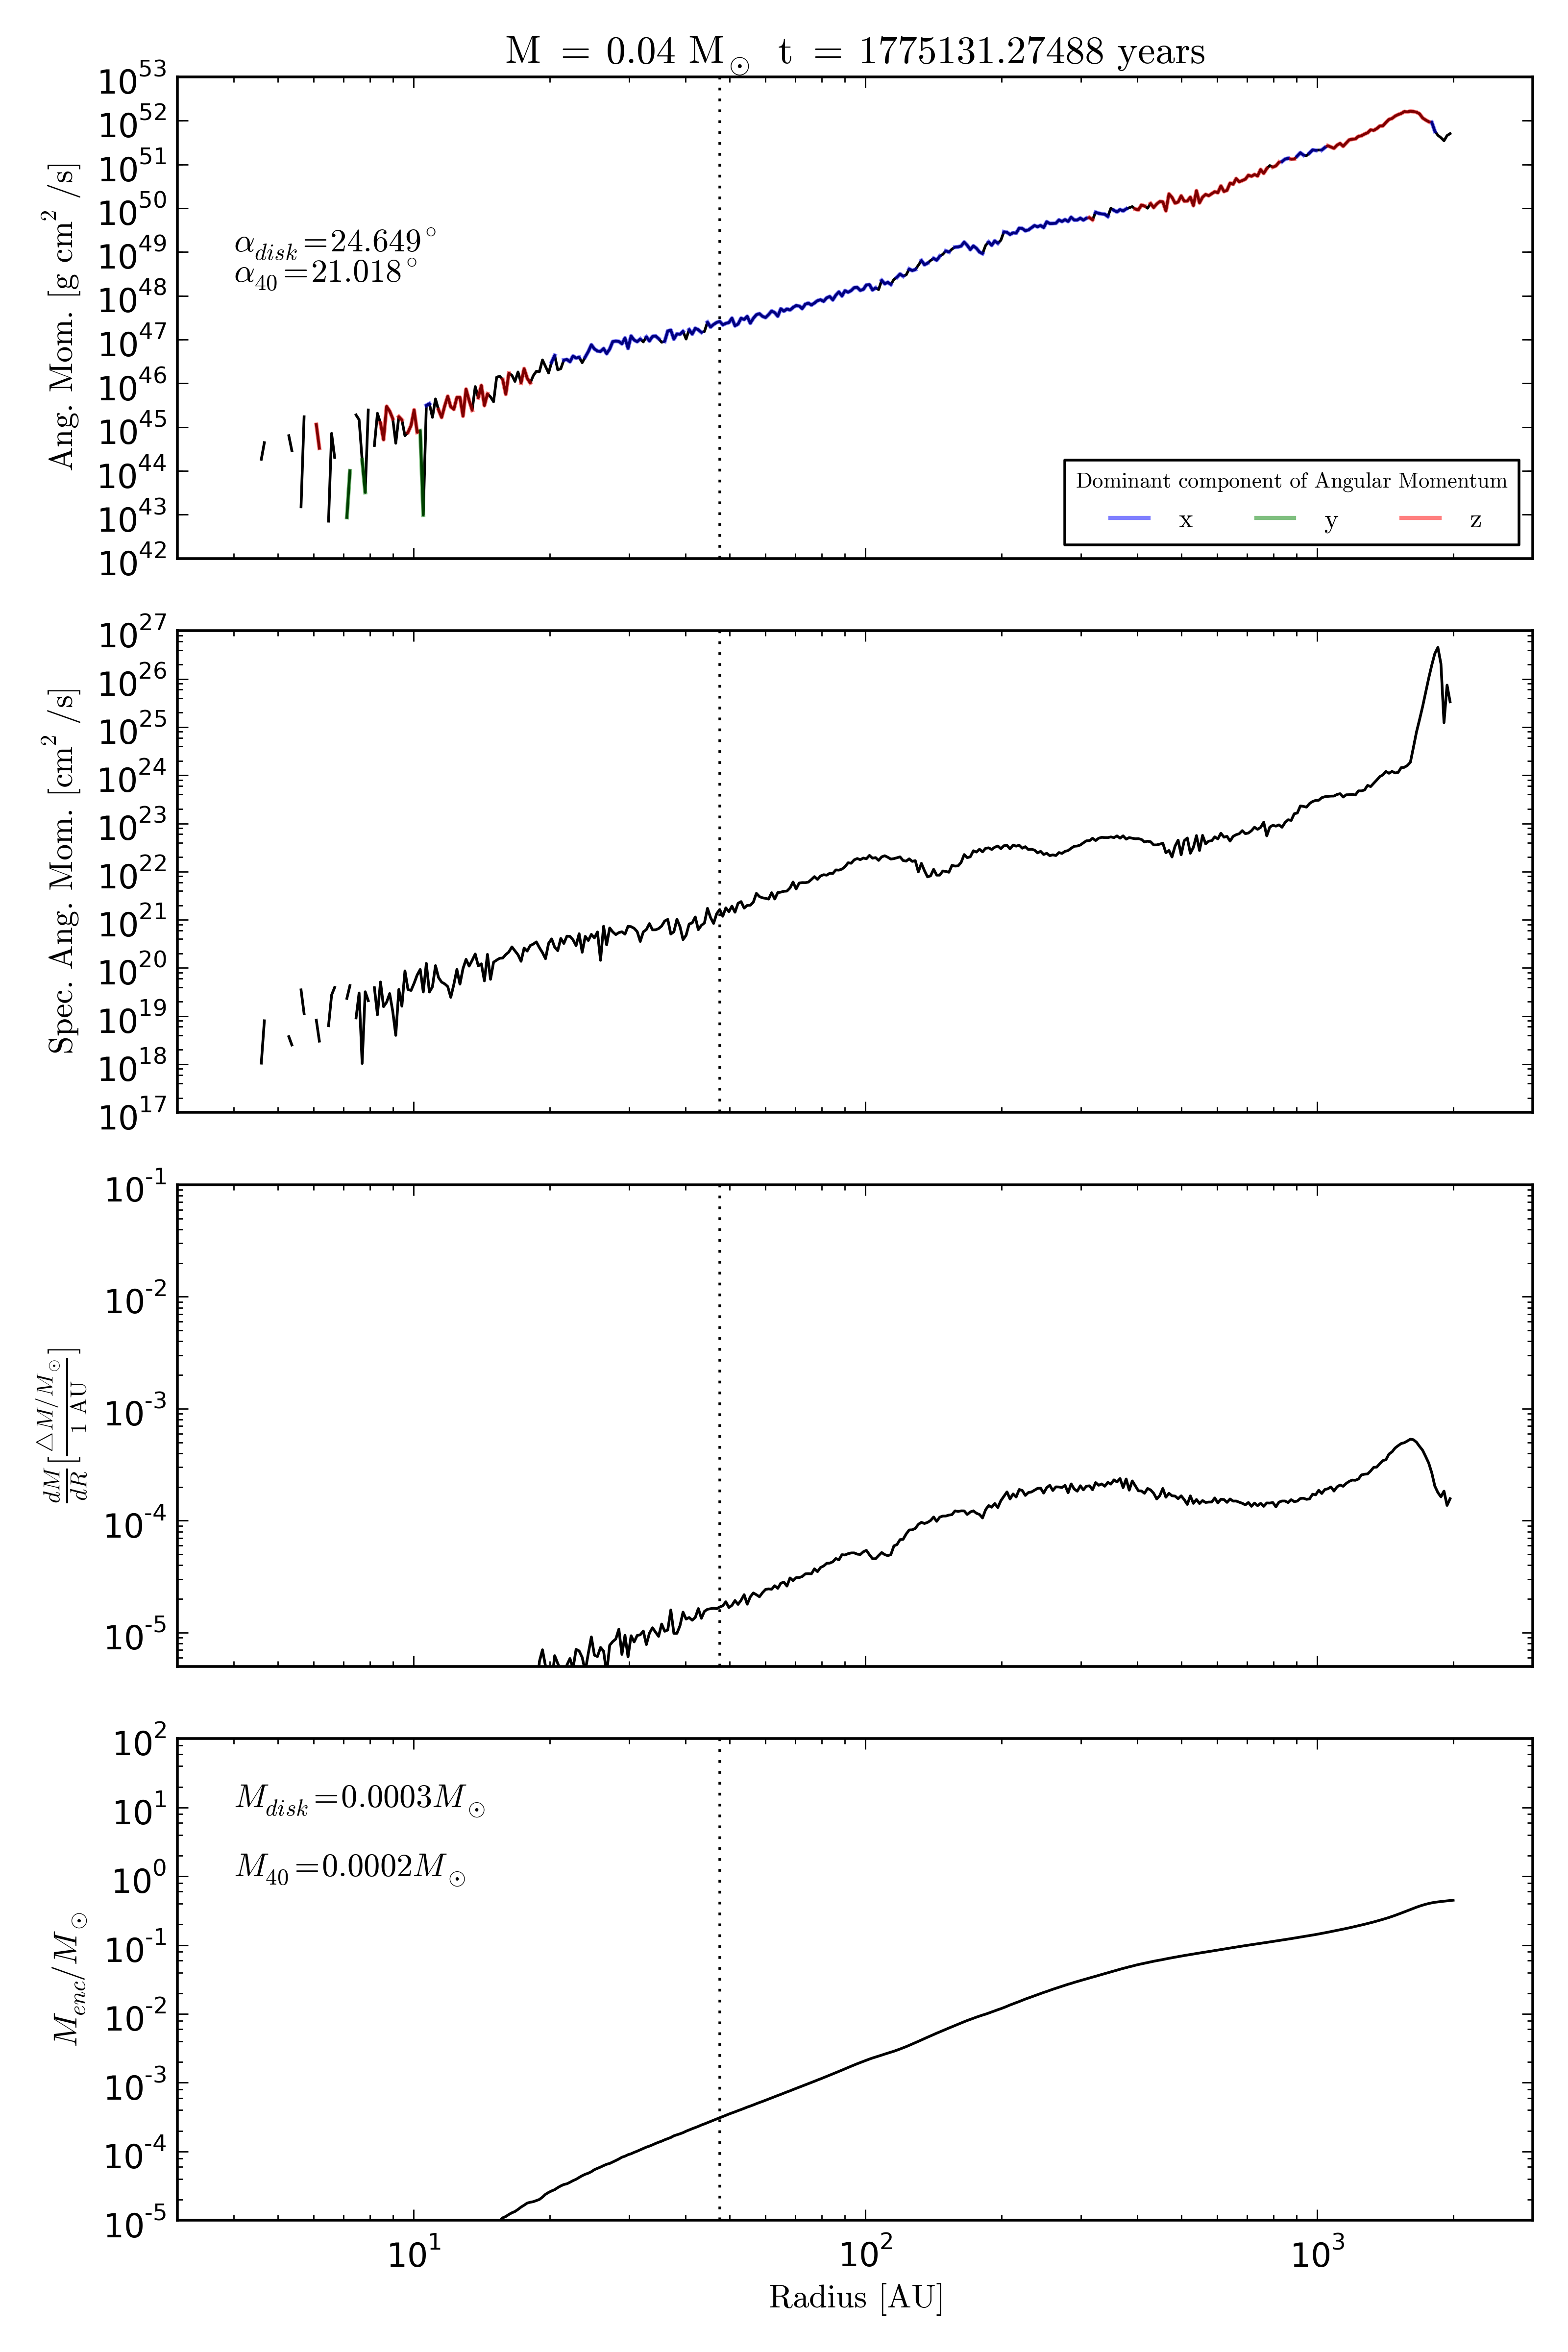 M = 0.04 M☉ t = 1775131.27488 years
10^53
10^52
10^51
10^50
10^49
10^48
10^47
10^46
10^45
10^44
10^43
10^42
Ang. Mom. [g cm^2 /s]
α_disk=24.649°
α_40=21.018°
Dominant component of Angular Momentum
x y z
10^27
10^26
10^25
10^24
10^23
10^22
10^21
10^20
10^19
10^18
10^17
Spec. Ang. Mom. [cm^2 /s]
10^-1
10^-2
10^-3
10^-4
10^-5
dM/dR [△M/M☉ / 1 AU]
10^2
10^1
10^0
10^-1
10^-2
10^-3
10^-4
10^-5
M_enc/M☉
M_disk=0.0003M☉
M_40=0.0002M☉
10^1 10^2 10^3
Radius [AU]